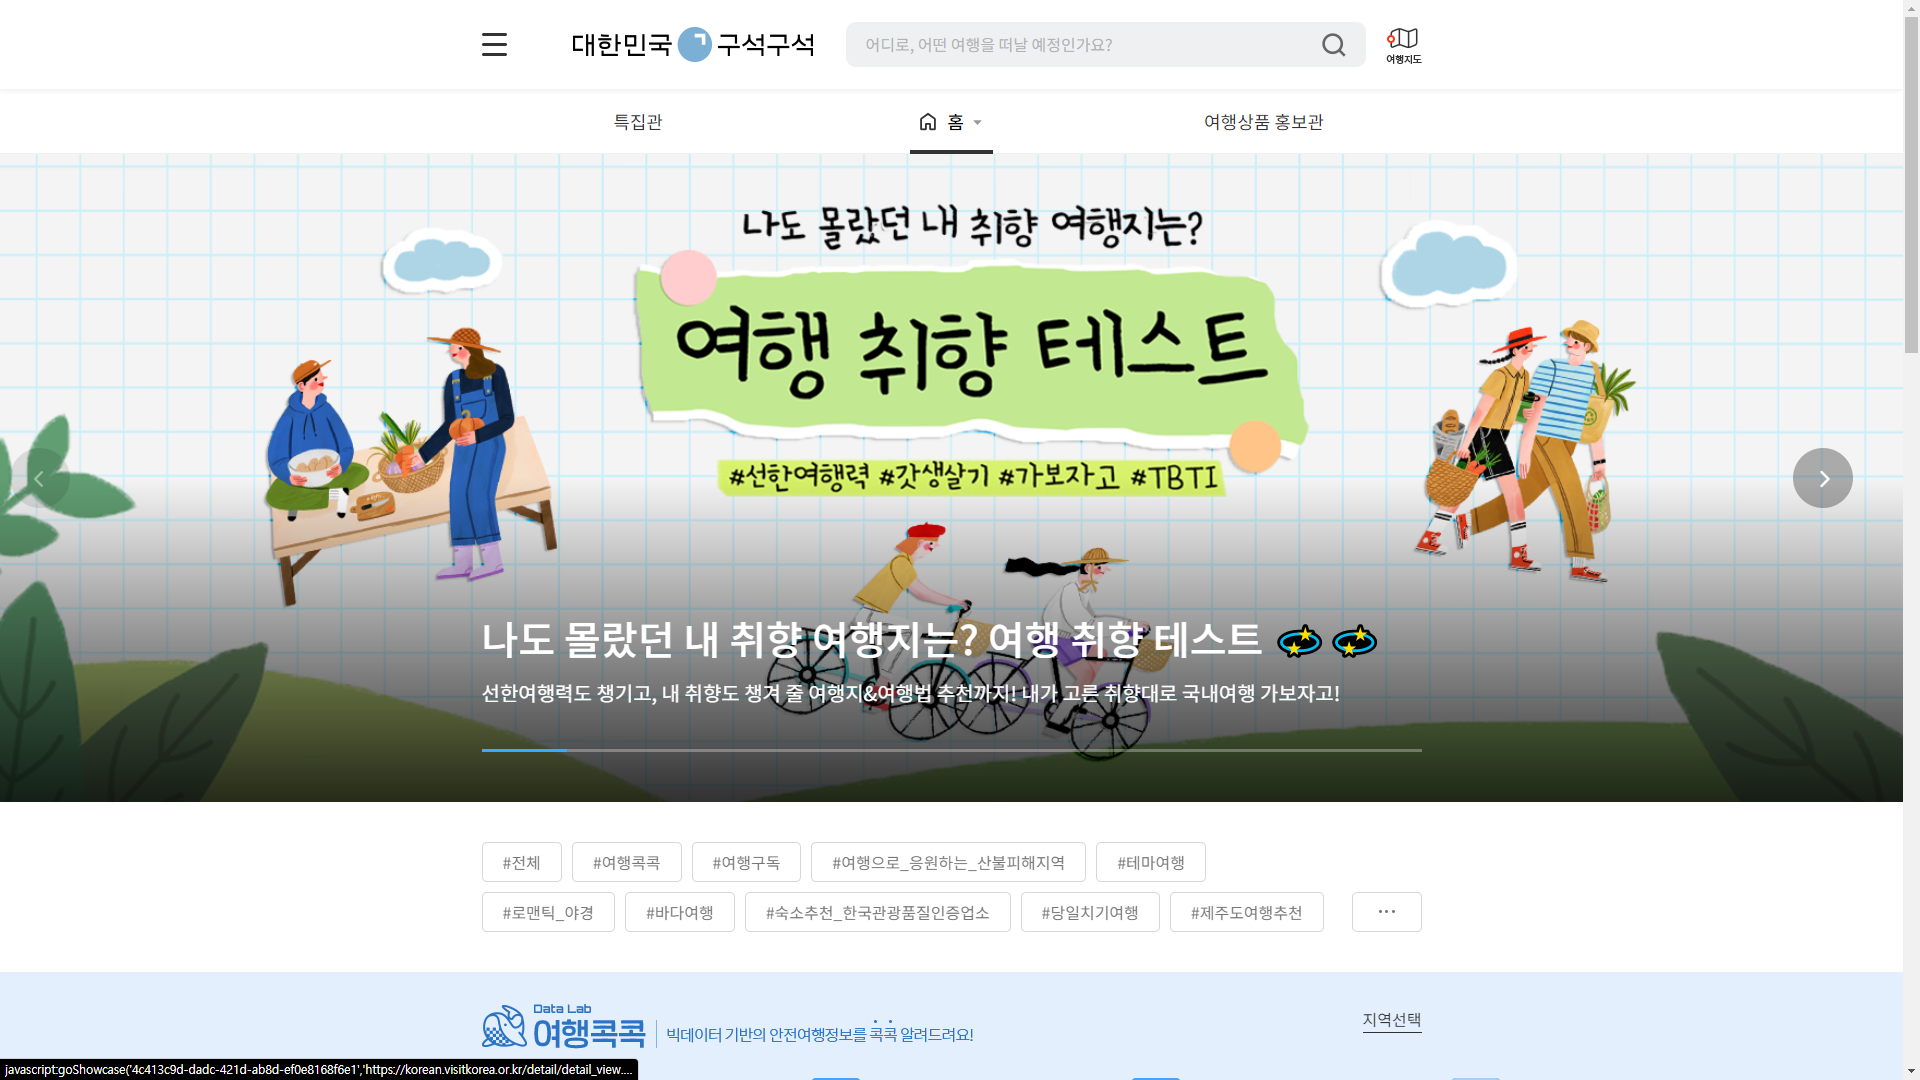 대한민국 구석구석
어디로, 어떤 여행을 떠날 예정인가요?
여행지도
특집관
홈
여행상품 홍보관
나도 몰랐던 내 취향 여행지는?
여행 취향 테스트
#선한여행력 #갓생살기 #가보자고 #TBTI
나도 몰랐던 내 취향 여행지는? 여행 취향 테스트
선한여행력도 챙기고, 내 취향도 챙겨 줄 여행지&여행법 추천까지! 내가 고른 취향대로 국내여행 가보자고!
#전체
#여행콕콕
#여행구독
#여행으로_응원하는_산불피해지역
#테마여행
#로맨틱_야경
#바다여행
#숙소추천_한국관광품질인증업소
#당일치기여행
#제주도여행추천
...
Data Lab
여행콕콕
빅데이터 기반의 안전여행정보를 콕콕 알려드려요!
지역선택
javascript:goShowcase('4c413c9d-dadc-421d-ab8d-ef0e8168f6e1','https://korean.visitkorea.or.kr/detail/detail_view....